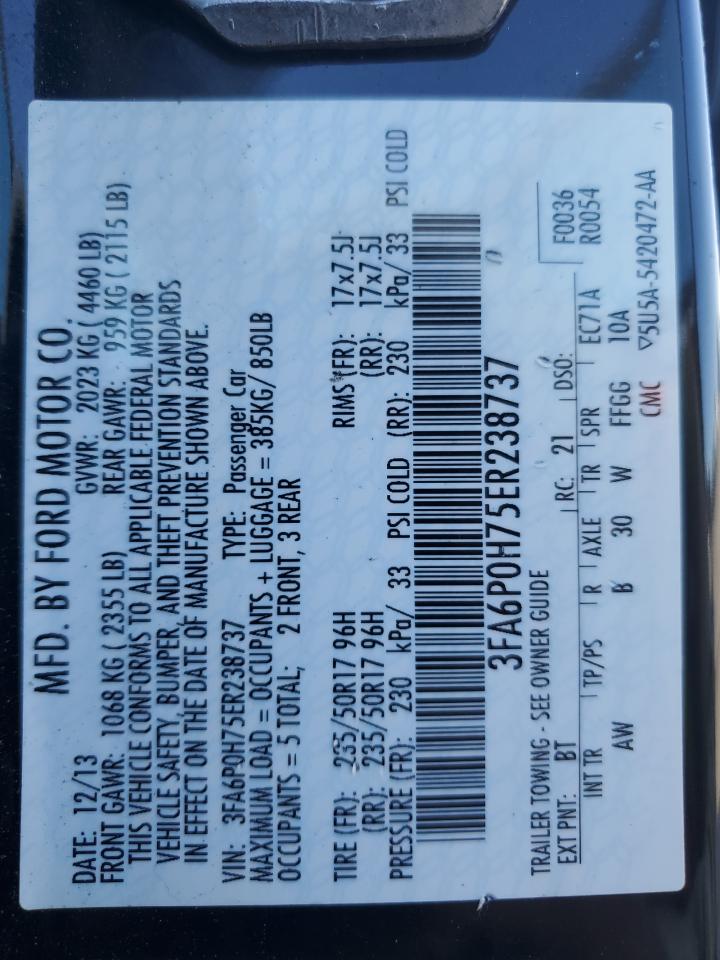 MFD. BY FORD MOTOR CO.
DATE: 12/13 GVWR: 2023 KG ( 4460 LB)
FRONT GAWR: 1068 KG ( 2355 LB) REAR GAWR: 959 KG ( 2115 LB)
THIS VEHICLE CONFORMS TO ALL APPLICABLE FEDERAL MOTOR
VEHICLE SAFETY, BUMPER, AND THEFT PREVENTION STANDARDS
IN EFFECT ON THE DATE OF MANUFACTURE SHOWN ABOVE.
VIN: 3FA6P0H75ER238737 TYPE: Passenger Car
MAXIMUM LOAD = OCCUPANTS + LUGGAGE = 385KG/ 850LB
OCCUPANTS = 5 TOTAL; 2 FRONT, 3 REAR
TIRE (FR): 235/50R17 96H RIMS (FR): 17x7.5J
(RR): 235/50R17 96H (RR): 17x7.5J
PRESSURE (FR): 230 kPa/ 33 PSI COLD (RR): 230 kPa/ 33 PSI COLD
3FA6P0H75ER238737
TRAILER TOWING - SEE OWNER GUIDE F0036
EXT PNT: BT RC: 21 DSO: R0054
INT TR TP/PS R AXLE TR SPR EC71A
AW B 30 W FFGG 10A
CMC ▽5U5A-5420472-AA